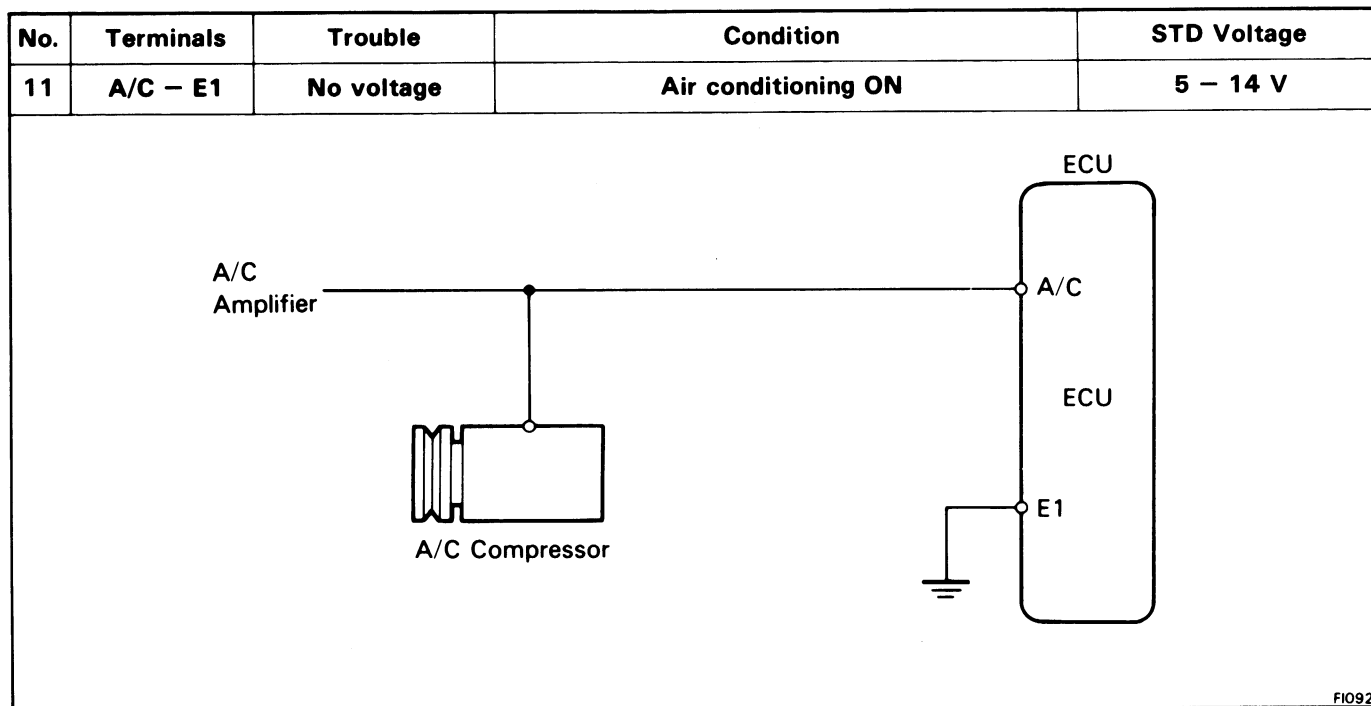 No. Terminals Trouble Condition STD Voltage
11 A/C − E1 No voltage Air conditioning ON 5 − 14 V
ECU
A/C
Amplifier
A/C
ECU
E1
A/C Compressor
FI092